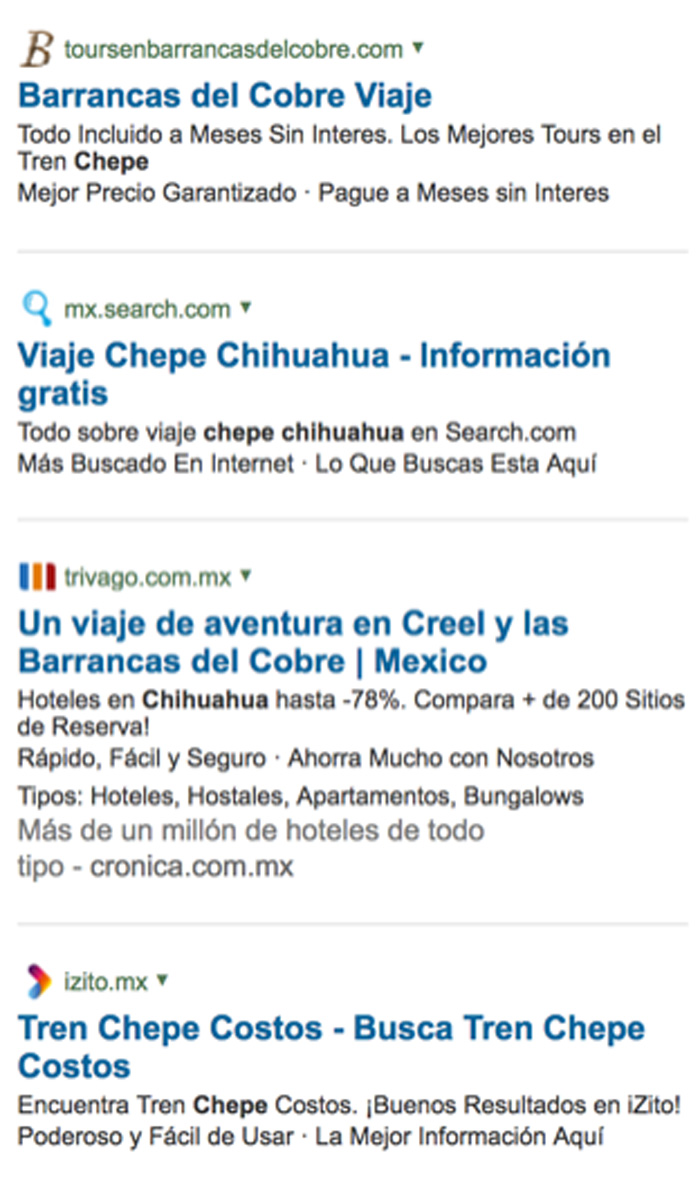 B toursenbarrancasdelcobre.com ▼
Barrancas del Cobre Viaje
Todo Incluido a Meses Sin Interes. Los Mejores Tours en el
Tren Chepe
Mejor Precio Garantizado · Pague a Meses sin Interes
mx.search.com ▼
Viaje Chepe Chihuahua - Información
gratis
Todo sobre viaje chepe chihuahua en Search.com
Más Buscado En Internet · Lo Que Buscas Esta Aquí
trivago.com.mx ▼
Un viaje de aventura en Creel y las
Barrancas del Cobre | Mexico
Hoteles en Chihuahua hasta -78%. Compara + de 200 Sitios
de Reserva!
Rápido, Fácil y Seguro · Ahorra Mucho con Nosotros
Tipos: Hoteles, Hostales, Apartamentos, Bungalows
Más de un millón de hoteles de todo
tipo - cronica.com.mx
izito.mx ▼
Tren Chepe Costos - Busca Tren Chepe
Costos
Encuentra Tren Chepe Costos. ¡Buenos Resultados en iZito!
Poderoso y Fácil de Usar · La Mejor Información Aquí